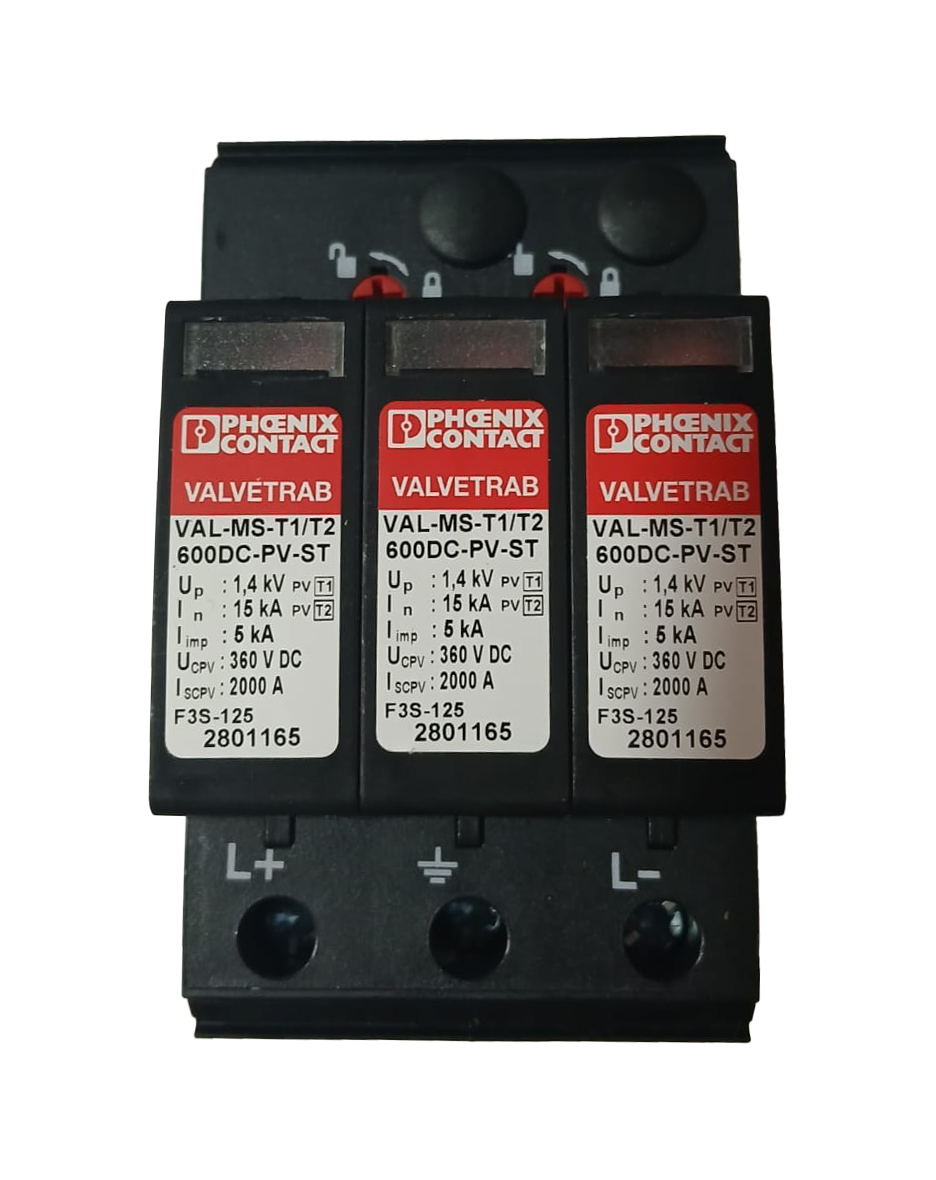 PHŒNIX
CONTACT
VALVETRAB
VAL-MS-T1/T2
600DC-PV-ST
Up : 1,4 kV PV T1
In : 15 kA PV T2
Iimp : 5 kA
UCPV : 360 V DC
ISCPV : 2000 A
F3S-125
2801165
PHŒNIX
CONTACT
VALVETRAB
VAL-MS-T1/T2
600DC-PV-ST
Up : 1,4 kV PV T1
In : 15 kA PV T2
Iimp : 5 kA
UCPV : 360 V DC
ISCPV : 2000 A
F3S-125
2801165
PHŒNIX
CONTACT
VALVETRAB
VAL-MS-T1/T2
600DC-PV-ST
Up : 1,4 kV PV T1
In : 15 kA PV T2
Iimp : 5 kA
UCPV : 360 V DC
ISCPV : 2000 A
F3S-125
2801165
L+ L-